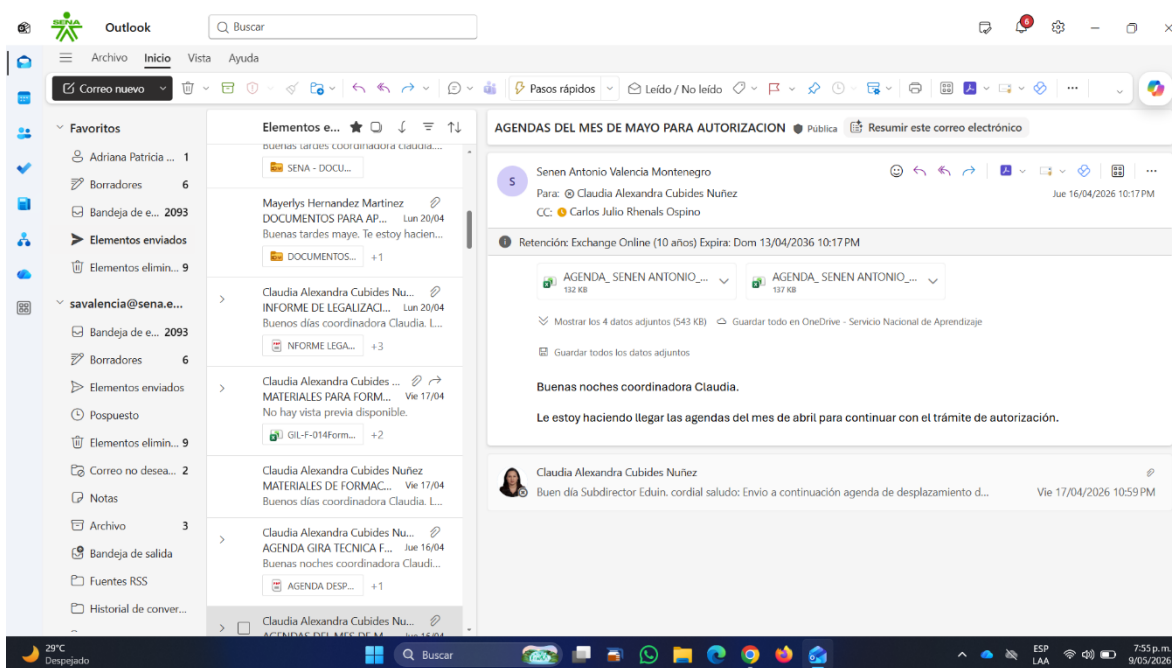 SENA
Outlook
Buscar
6
Archivo Inicio Vista Ayuda
Correo nuevo
Pasos rápidos
Leído / No leído
Favoritos
Adriana Patricia ... 1
Borradores 6
Bandeja de e... 2093
Elementos enviados
Elementos elimin... 9
savalencia@sena.e...
Bandeja de e... 2093
Borradores 6
Elementos enviados
Pospuesto
Elementos elimin... 9
Correo no desea... 2
Notas
Archivo 3
Bandeja de salida
Fuentes RSS
Historial de conver...
Elementos e...
Buenas tardes coordinadora claudia....
SENA - DOCU...
Mayerlys Hernandez Martinez
DOCUMENTOS PARA AP... Lun 20/04
Buenas tardes maye. Te estoy hacien...
DOCUMENTOS... +1
Claudia Alexandra Cubides Nu...
INFORME DE LEGALIZACI... Lun 20/04
Buenos días coordinadora Claudia. L...
NFORME LEGA... +3
Claudia Alexandra Cubides ...
MATERIALES PARA FORM... Vie 17/04
No hay vista previa disponible.
GIL-F-014Form... +2
Claudia Alexandra Cubides Nuñez
MATERIALES DE FORMAC... Vie 17/04
Buenos días coordinadora Claudia. L...
Claudia Alexandra Cubides Nu...
AGENDA GIRA TECNICA F... Jue 16/04
Buenas noches coordinadora Claudi...
AGENDA DESP... +1
Claudia Alexandra Cubides Nu...
AGENDAS DEL MES DE M... Jue 16/04
AGENDAS DEL MES DE MAYO PARA AUTORIZACION Pública Resumir este correo electrónico
S
Senen Antonio Valencia Montenegro
Para: Claudia Alexandra Cubides Nuñez
Jue 16/04/2026 10:17 PM
CC: Carlos Julio Rhenals Ospino
Retención: Exchange Online (10 años) Expira: Dom 13/04/2036 10:17 PM
AGENDA_ SENEN ANTONIO_...
132 KB
AGENDA_ SENEN ANTONIO_...
137 KB
Mostrar los 4 datos adjuntos (543 KB) Guardar todo en OneDrive - Servicio Nacional de Aprendizaje
Guardar todos los datos adjuntos
Buenas noches coordinadora Claudia.
Le estoy haciendo llegar las agendas del mes de abril para continuar con el trámite de autorización.
Claudia Alexandra Cubides Nuñez
Buen día Subdirector Eduin. cordial saludo: Envio a continuación agenda de desplazamiento d... Vie 17/04/2026 10:59 PM
29°C
Despejado
Buscar
ESP
LAA
7:55 p.m.
9/05/2026